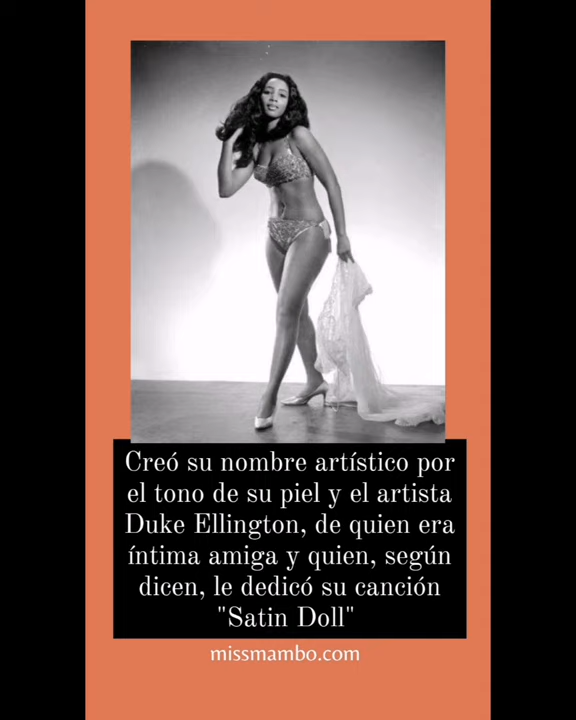 Creó su nombre artístico por
el tono de su piel y el artista
Duke Ellington, de quien era
íntima amiga y quien, según
dicen, le dedicó su canción
"Satin Doll"
missmambo.com